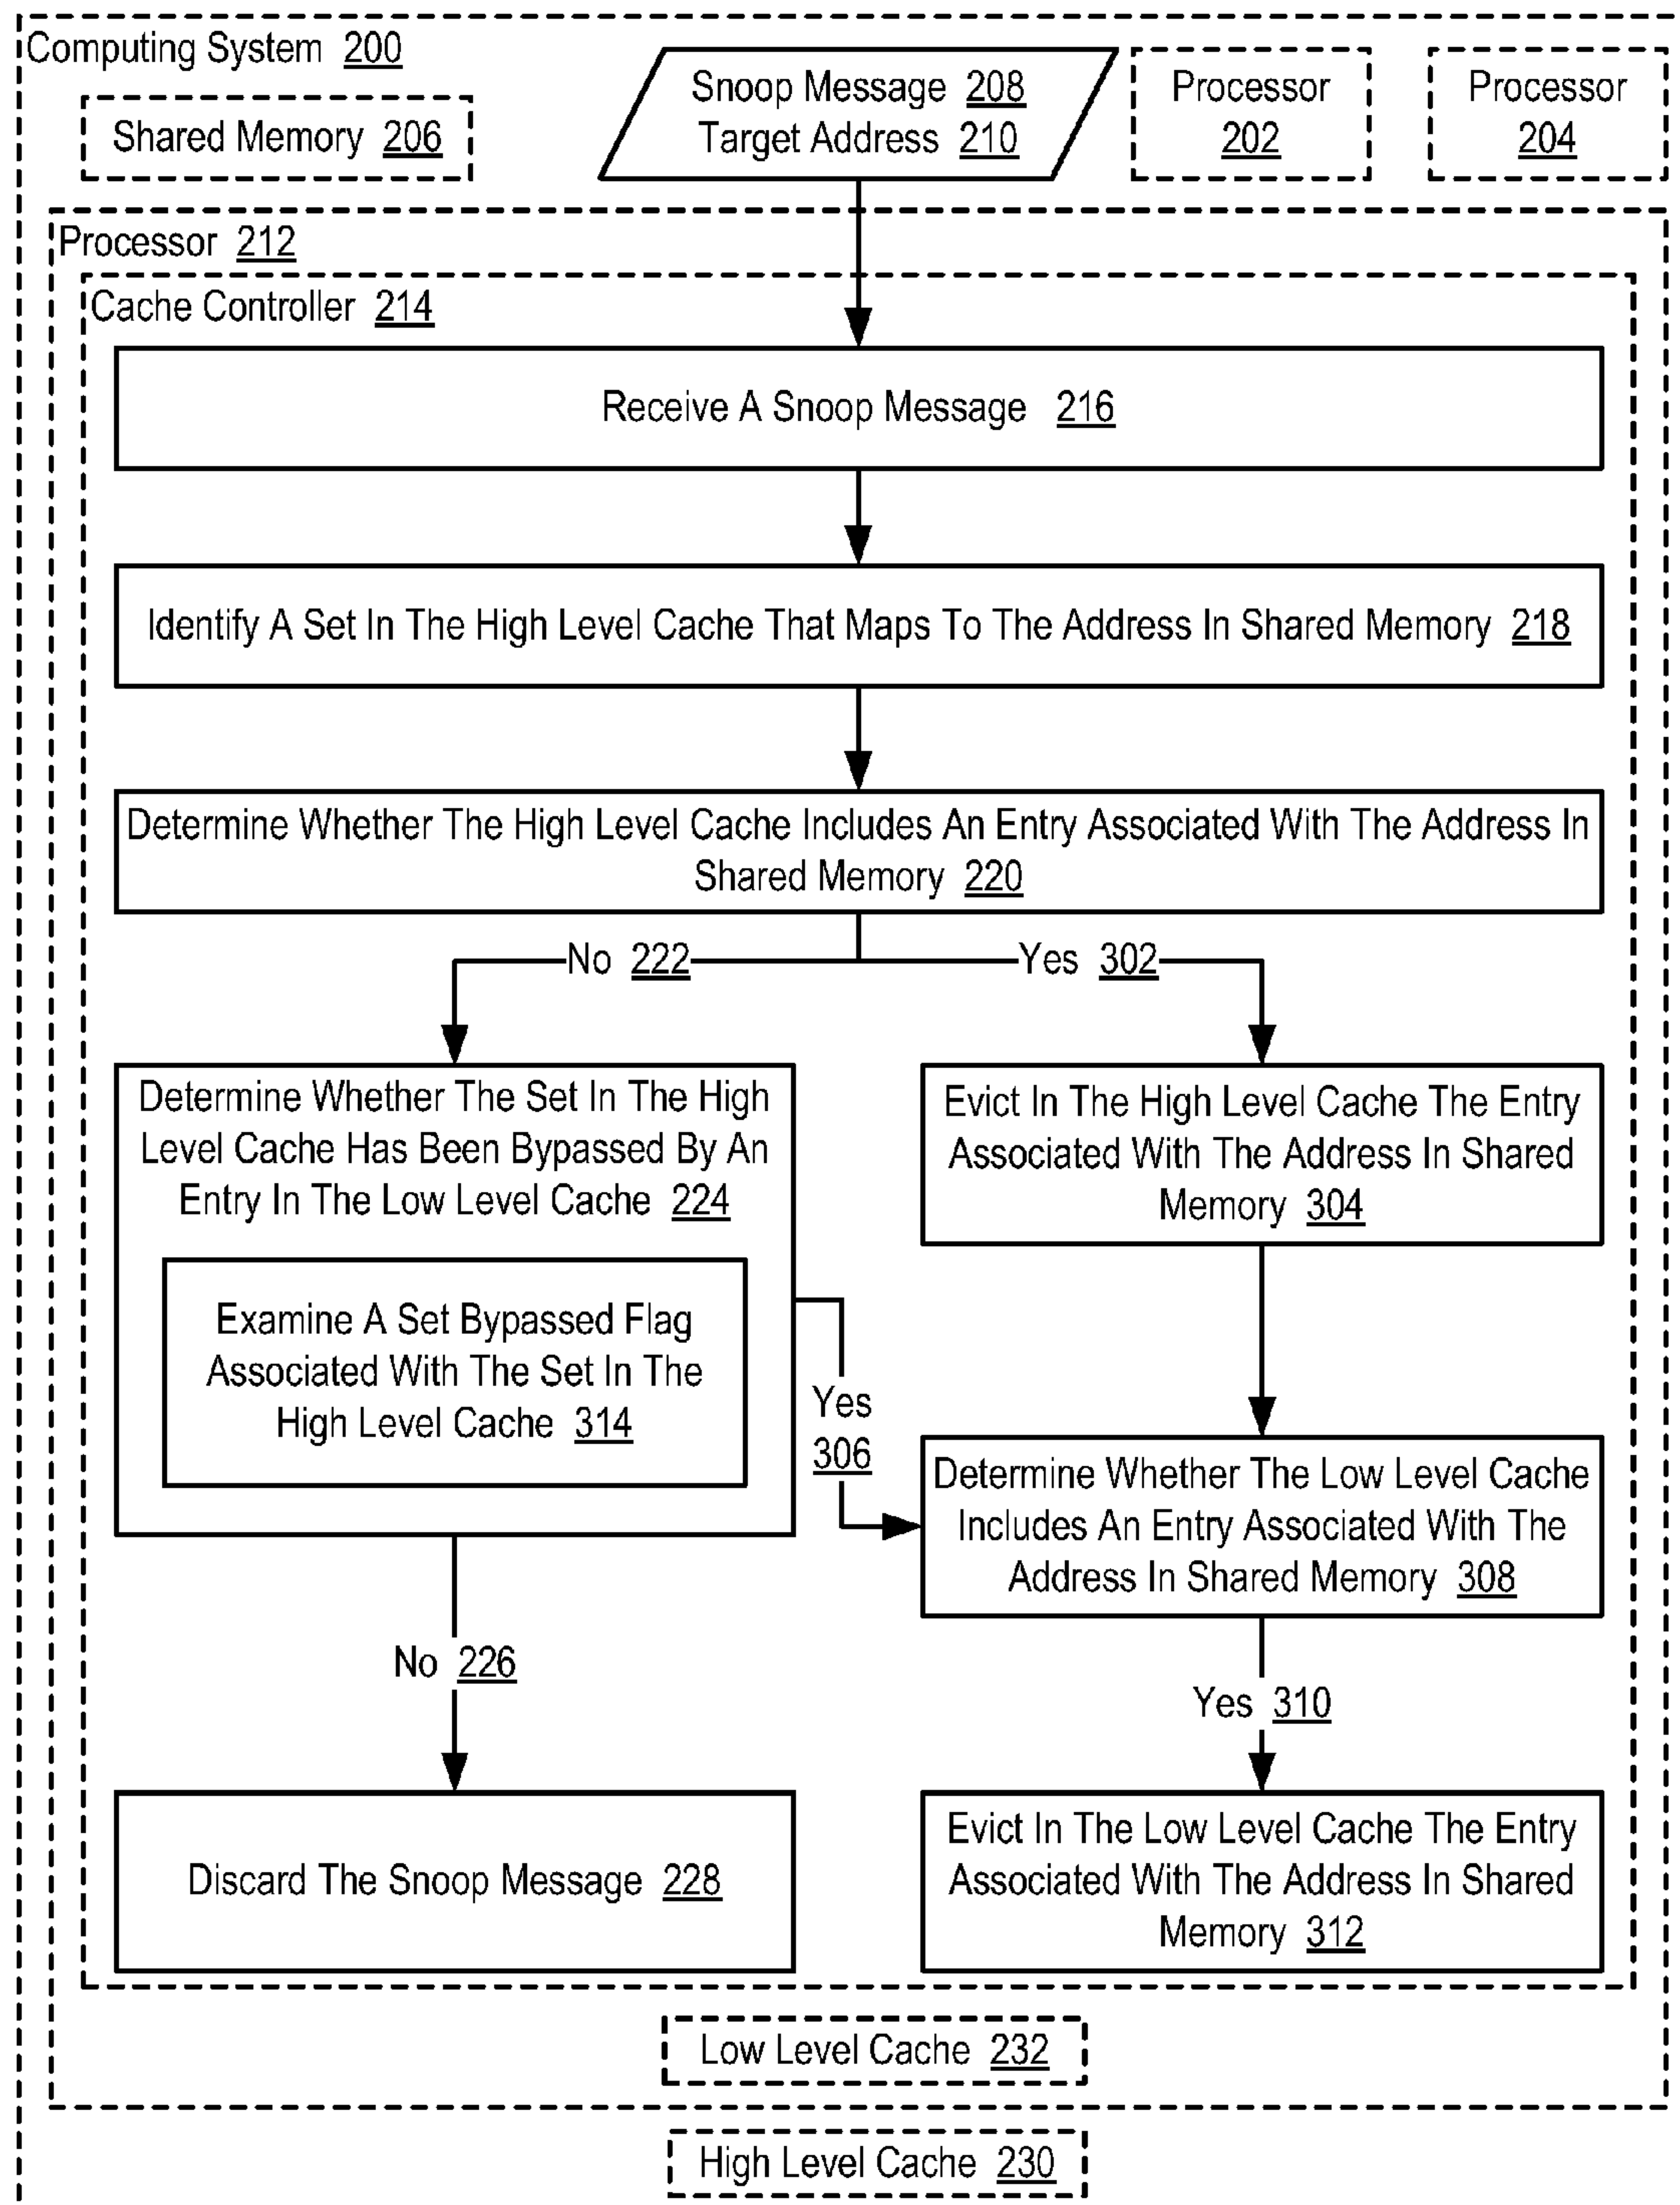 Computing System 200
Shared Memory 206
Snoop Message 208
Target Address 210
Processor
202
Processor
204
Processor 212
Cache Controller 214
Receive A Snoop Message 216
Identify A Set In The High Level Cache That Maps To The Address In Shared Memory 218
Determine Whether The High Level Cache Includes An Entry Associated With The Address In
Shared Memory 220
No 222
Yes 302
Determine Whether The Set In The High
Level Cache Has Been Bypassed By An
Entry In The Low Level Cache 224
Examine A Set Bypassed Flag
Associated With The Set In The
High Level Cache 314
Evict In The High Level Cache The Entry
Associated With The Address In Shared
Memory 304
Yes
306
Determine Whether The Low Level Cache
Includes An Entry Associated With The
Address In Shared Memory 308
No 226
Yes 310
Discard The Snoop Message 228
Evict In The Low Level Cache The Entry
Associated With The Address In Shared
Memory 312
Low Level Cache 232
High Level Cache 230